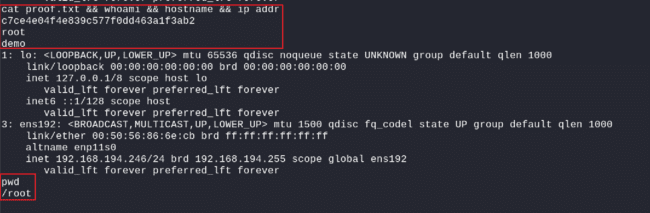 valid_lft forever preferred_lft forever
cat proof.txt && whoami && hostname && ip addr
c7ce4e04f4e839c577f0dd463a1f3ab2
root
demo
1: lo: <LOOPBACK,UP,LOWER_UP> mtu 65536 qdisc noqueue state UNKNOWN group default qlen 1000
link/loopback 00:00:00:00:00:00 brd 00:00:00:00:00:00
inet 127.0.0.1/8 scope host lo
valid_lft forever preferred_lft forever
inet6 ::1/128 scope host
valid_lft forever preferred_lft forever
3: ens192: <BROADCAST,MULTICAST,UP,LOWER_UP> mtu 1500 qdisc fq_codel state UP group default qlen 1000
link/ether 00:50:56:86:6e:cb brd ff:ff:ff:ff:ff:ff
altname enp11s0
inet 192.168.194.246/24 brd 192.168.194.255 scope global ens192
valid_lft forever preferred_lft forever
pwd
/root